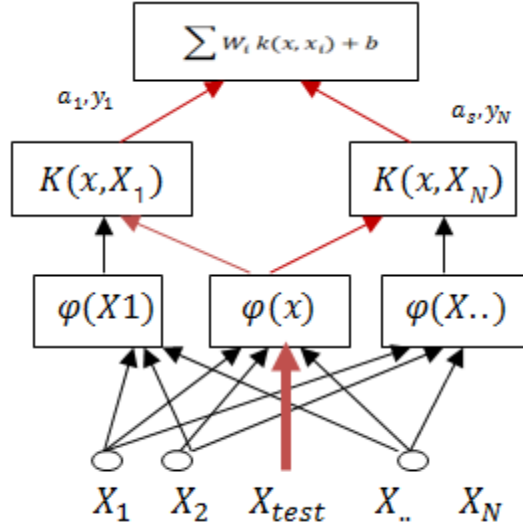 ∑ W_i k(x, x_i) + b
a_1, y_1
a_s, y_N
K(x, X_1)
K(x, X_N)
φ(X1)
φ(x)
φ(X..)
X_1 X_2 X_test X_.. X_N